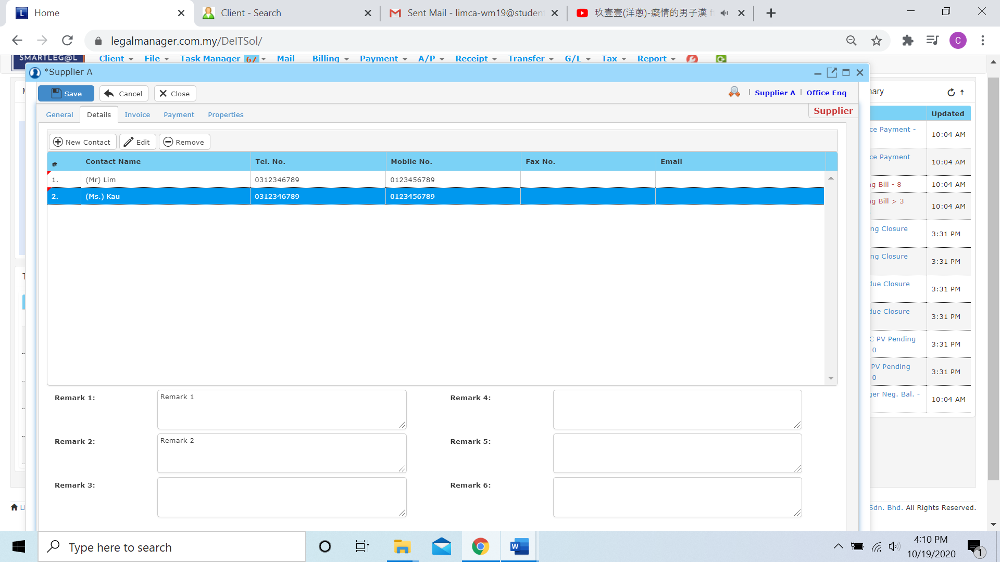 Home
Client - Search
Sent Mail - limca-wm19@studen
玖壹壹(洋蔥)-癡情的男子漢 f
legalmanager.com.my/DeITSol/
C
SMARTLEG@L
Client File Task Manager 67 Mail Billing Payment A/P Receipt Transfer G/L Tax Report
*Supplier A
Save Cancel Close
Supplier A Office Enq
General Details Invoice Payment Properties
Supplier
New Contact Edit Remove
# Contact Name Tel. No. Mobile No. Fax No. Email
1. (Mr) Lim 0312346789 0123456789
2. (Ms.) Kau 0312346789 0123456789
Remark 1: Remark 1
Remark 4:
Remark 2: Remark 2
Remark 5:
Remark 3:
Remark 6:
nary
Updated
ce Payment - 10:04 AM
ce Payment 10:04 AM
g Bill - 8 10:04 AM
g Bill > 3 10:04 AM
ng Closure 3:31 PM
ng Closure 3:31 PM
due Closure 3:31 PM
due Closure 3:31 PM
C PV Pending
0 3:31 PM
PV Pending
0 3:31 PM
ger Neg. Bal. - 10:04 AM
Sdn. Bhd. All Rights Reserved.
Type here to search
4:10 PM
10/19/2020
1